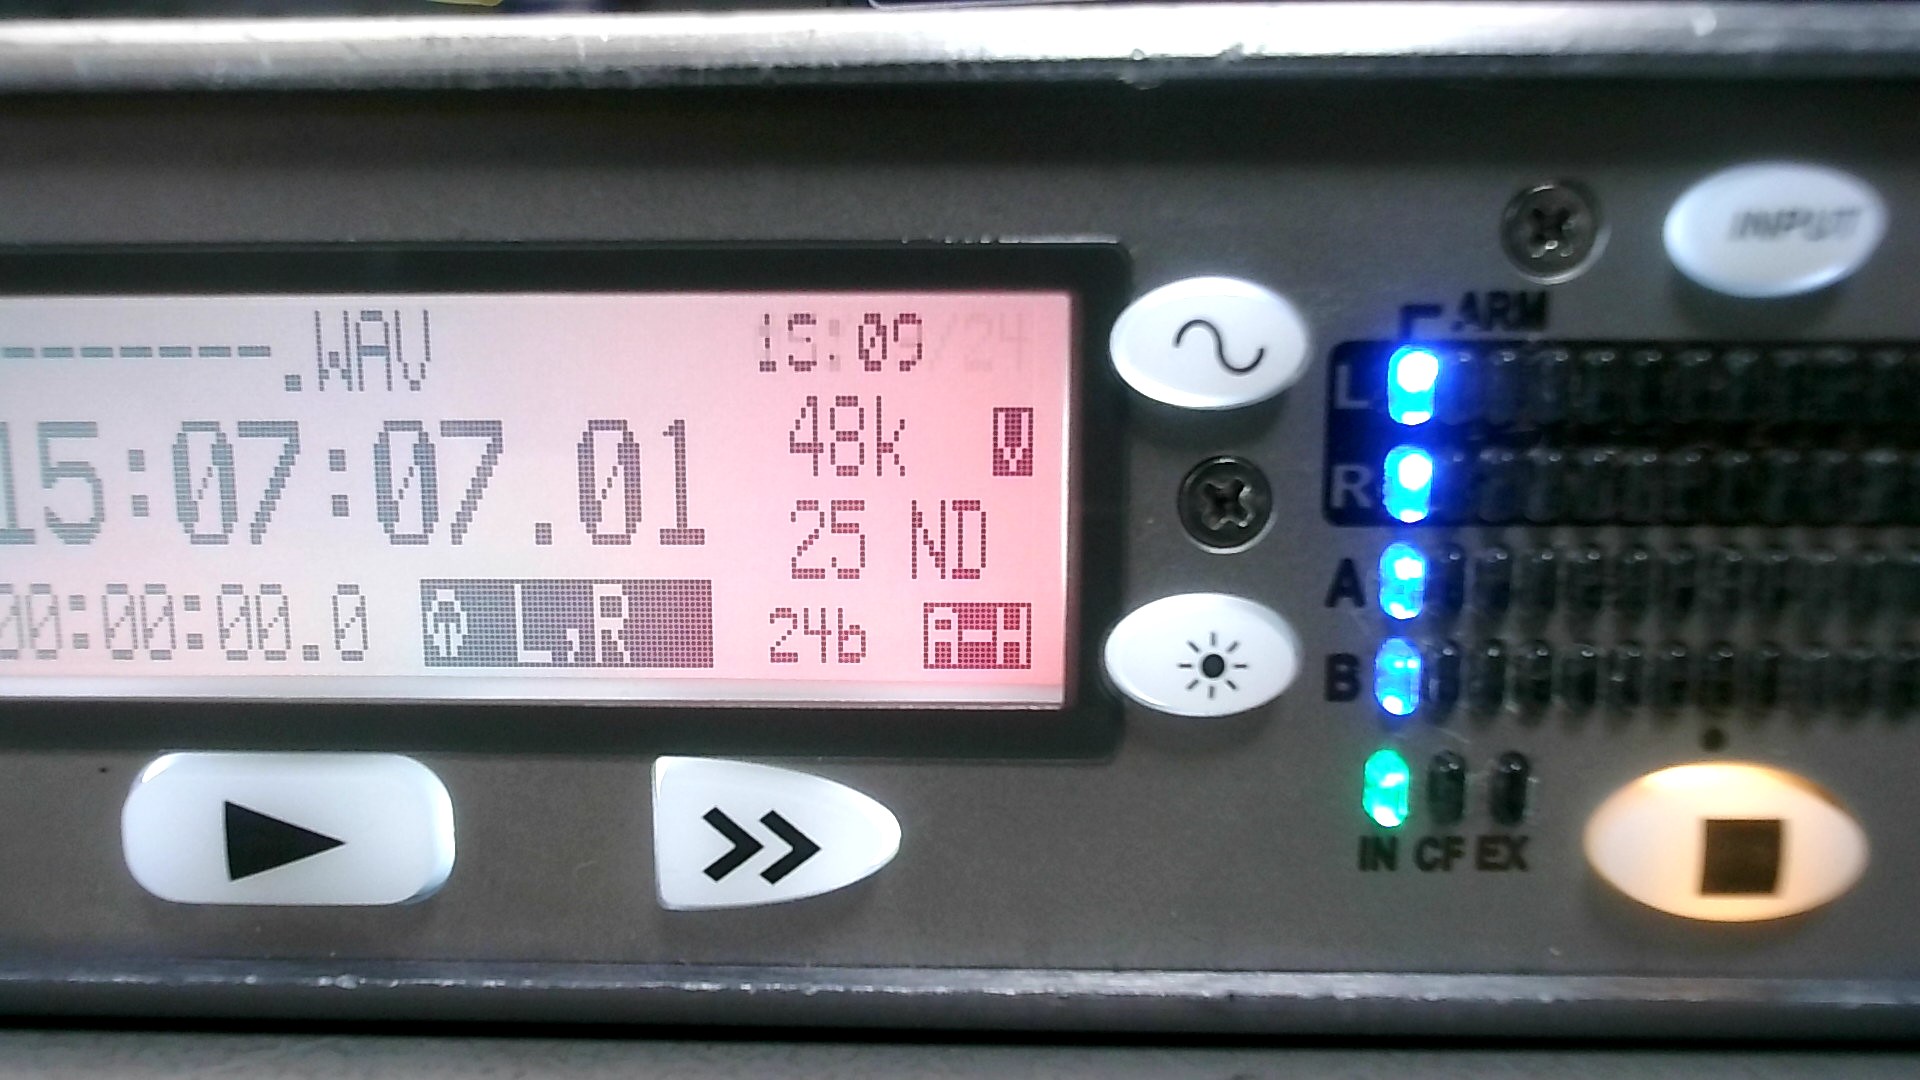 -------.WAV 15:09
15:07:07.01 48k
25 ND
00:00:00.0 L,R 24b
INPUT
ARM
L
R
A
B
IN CF EX